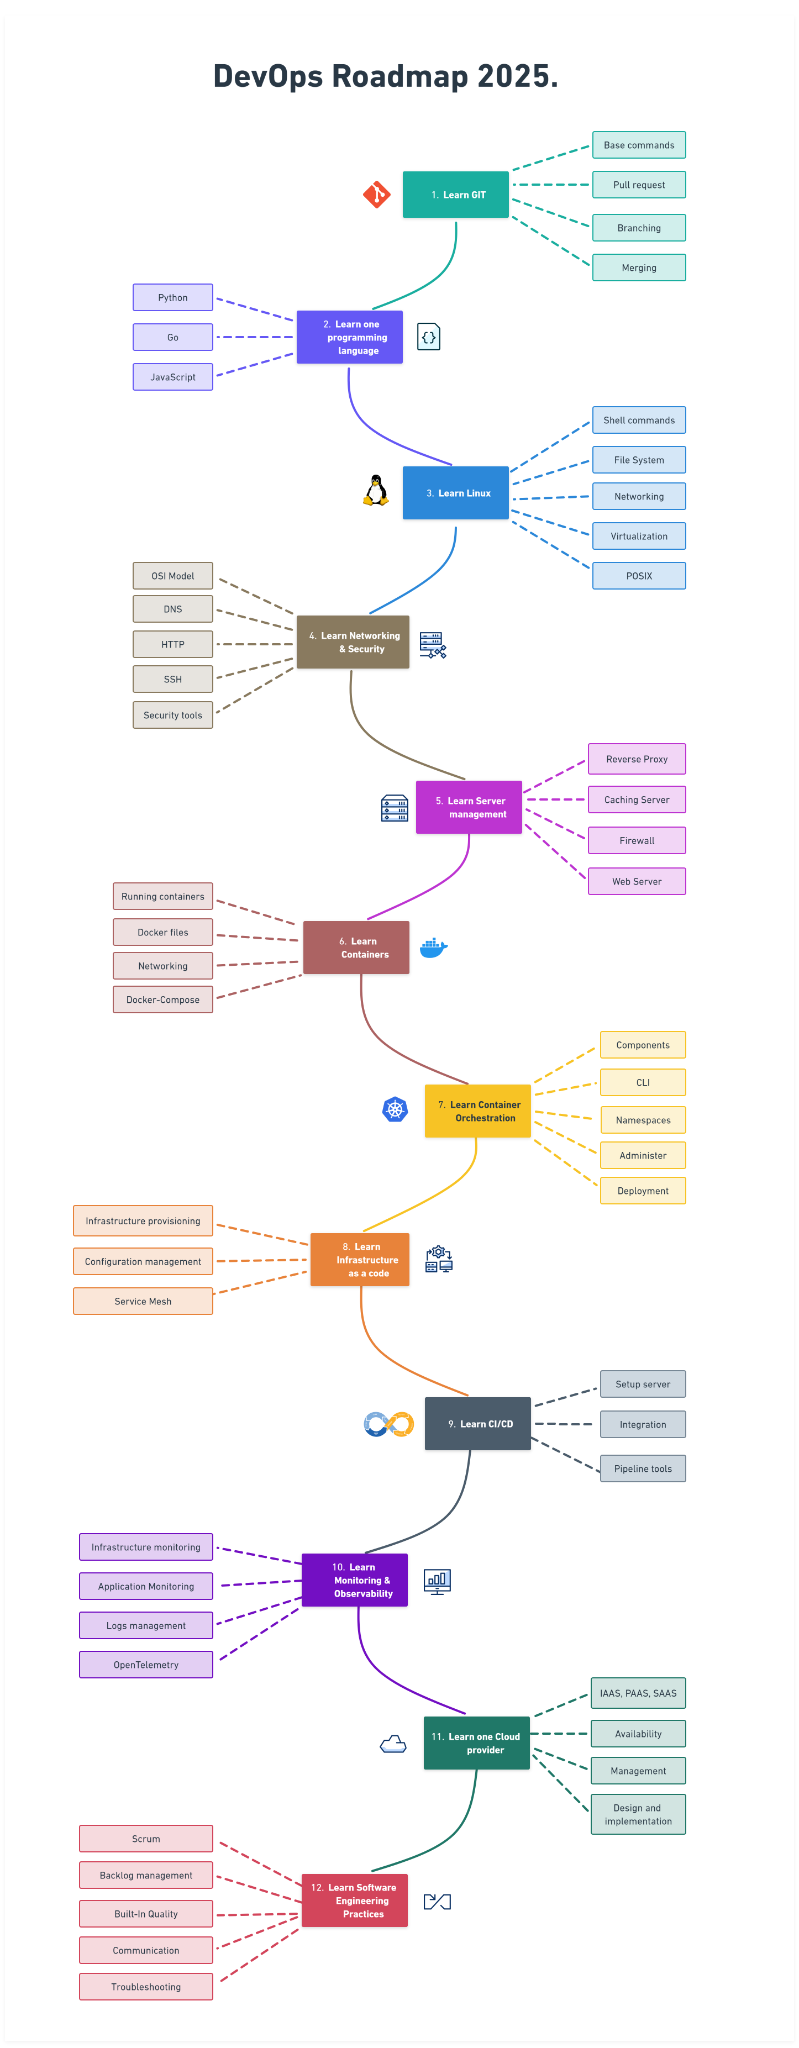 DevOps Roadmap 2025.
1. Learn GIT
Base commands
Pull request
Branching
Merging
2. Learn one
programming
language
Python
Go
JavaScript
3. Learn Linux
Shell commands
File System
Networking
Virtualization
POSIX
4. Learn Networking
& Security
OSI Model
DNS
HTTP
SSH
Security tools
5. Learn Server
management
Reverse Proxy
Caching Server
Firewall
Web Server
6. Learn
Containers
Running containers
Docker files
Networking
Docker-Compose
7. Learn Container
Orchestration
Components
CLI
Namespaces
Administer
Deployment
8. Learn
Infrastructure
as a code
Infrastructure provisioning
Configuration management
Service Mesh
9. Learn CI/CD
Setup server
Integration
Pipeline tools
10. Learn
Monitoring &
Observability
Infrastructure monitoring
Application Monitoring
Logs management
OpenTelemetry
11. Learn one Cloud
provider
IAAS, PAAS, SAAS
Availability
Management
Design and
implementation
12. Learn Software
Engineering
Practices
Scrum
Backlog management
Built-In Quality
Communication
Troubleshooting